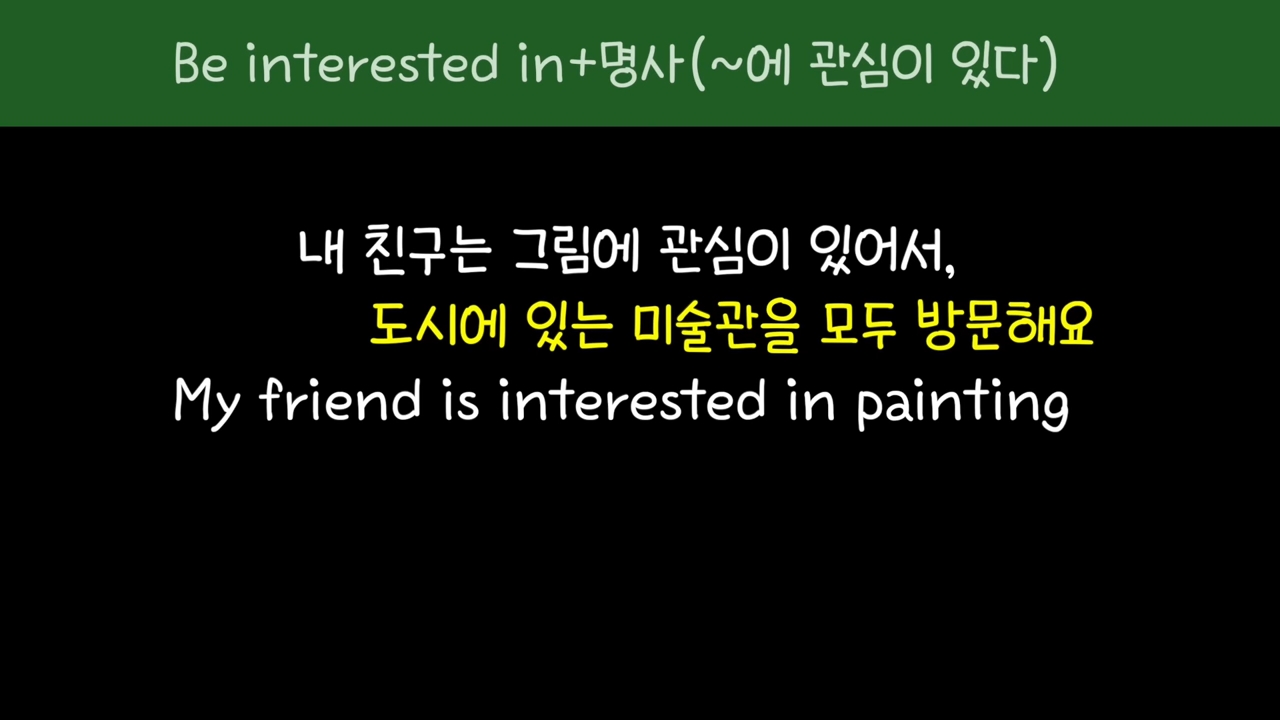 Be interested in+명사(~에 관심이 있다)
내 친구는 그림에 관심이 있어서,
도시에 있는 미술관을 모두 방문해요
My friend is interested in painting